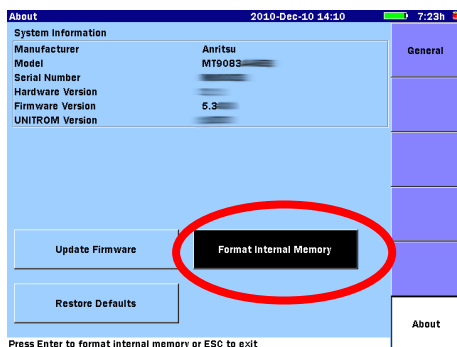 About 2010-Dec-10 14:10 7:23h
System Information
Manufacturer Anritsu
Model MT9083
Serial Number
Hardware Version
Firmware Version 5.3
UNITROM Version
General
Update Firmware
Format Internal Memory
Restore Defaults
About
Press Enter to format internal memory or ESC to exit